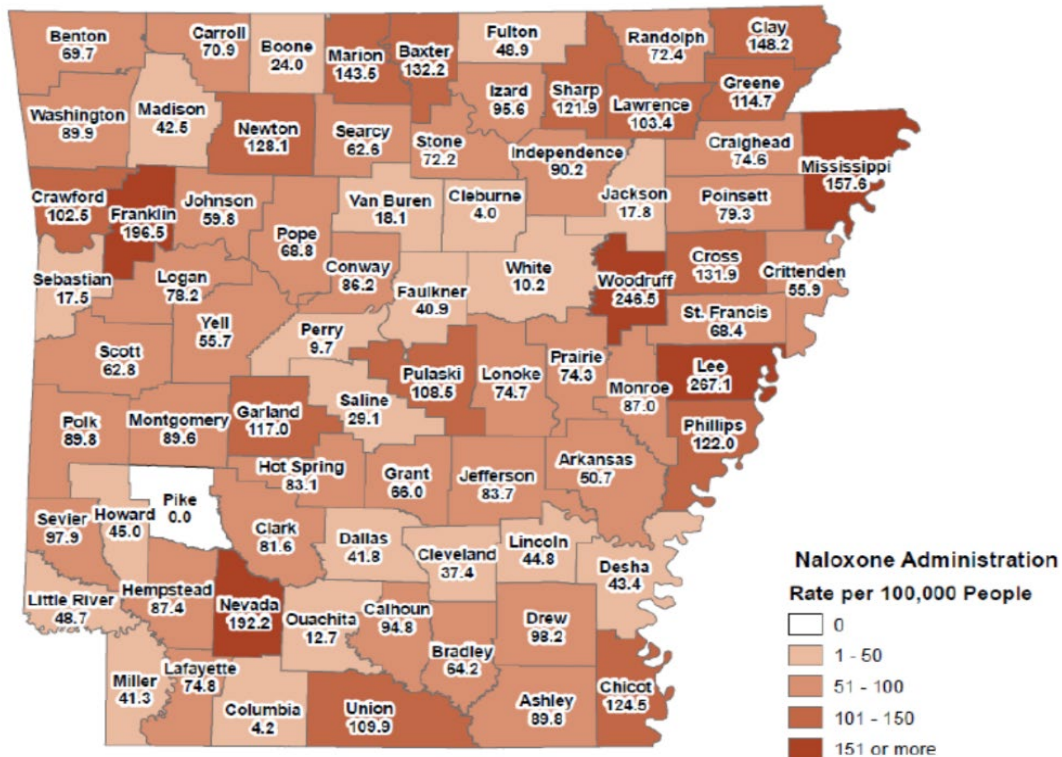 Benton
69.7
Carroll
70.9
Boone
24.0
Marion
143.5
Baxter
132.2
Fulton
48.9
Randolph
72.4
Clay
148.2
Washington
89.9
Madison
42.5
Newton
128.1
Searcy
62.6
Stone
72.2
Izard
95.6
Sharp
121.9
Lawrence
103.4
Greene
114.7
Independence
90.2
Craighead
74.6
Mississippi
157.6
Crawford
102.5
Franklin
196.5
Johnson
59.8
Pope
68.8
Van Buren
18.1
Cleburne
4.0
Jackson
17.8
Poinsett
79.3
Sebastian
17.5
Logan
78.2
Conway
86.2
Faulkner
40.9
White
10.2
Woodruff
246.5
Cross
131.9
Crittenden
55.9
Scott
62.8
Yell
55.7
Perry
9.7
St. Francis
68.4
Pulaski
108.5
Lonoke
74.7
Prairie
74.3
Monroe
87.0
Lee
267.1
Polk
89.8
Montgomery
89.6
Garland
117.0
Saline
29.1
Phillips
122.0
Hot Spring
83.1
Grant
66.0
Jefferson
83.7
Arkansas
50.7
Sevier
97.9
Howard
45.0
Pike
0.0
Clark
81.6
Dallas
41.8
Cleveland
37.4
Lincoln
44.8
Desha
43.4
Little River
48.7
Hempstead
87.4
Nevada
192.2
Ouachita
12.7
Calhoun
94.8
Bradley
64.2
Drew
98.2
Miller
41.3
Lafayette
74.8
Columbia
4.2
Union
109.9
Ashley
89.8
Chicot
124.5
Naloxone Administration
Rate per 100,000 People
0
1 - 50
51 - 100
101 - 150
151 or more